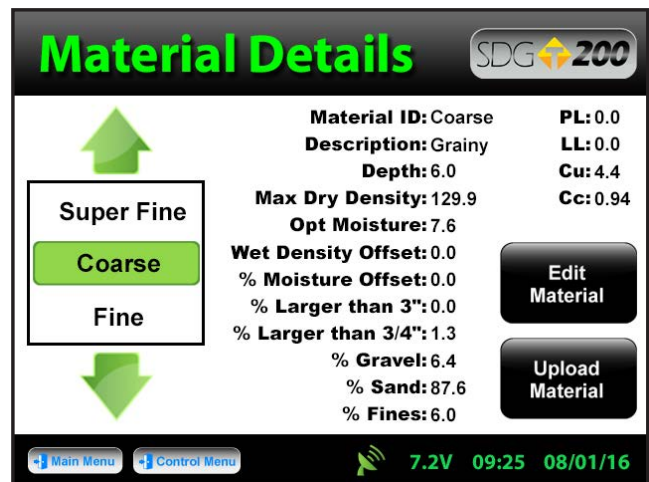 Material Details
SDG T 200
Super Fine
Coarse
Fine
Material ID: Coarse
Description: Grainy
Depth: 6.0
Max Dry Density: 129.9
Opt Moisture: 7.6
Wet Density Offset: 0.0
% Moisture Offset: 0.0
% Larger than 3": 0.0
% Larger than 3/4": 1.3
% Gravel: 6.4
% Sand: 87.6
% Fines: 6.0
PL: 0.0
LL: 0.0
Cu: 4.4
Cc: 0.94
Edit
Material
Upload
Material
Main Menu
Control Menu
7.2V 09:25 08/01/16